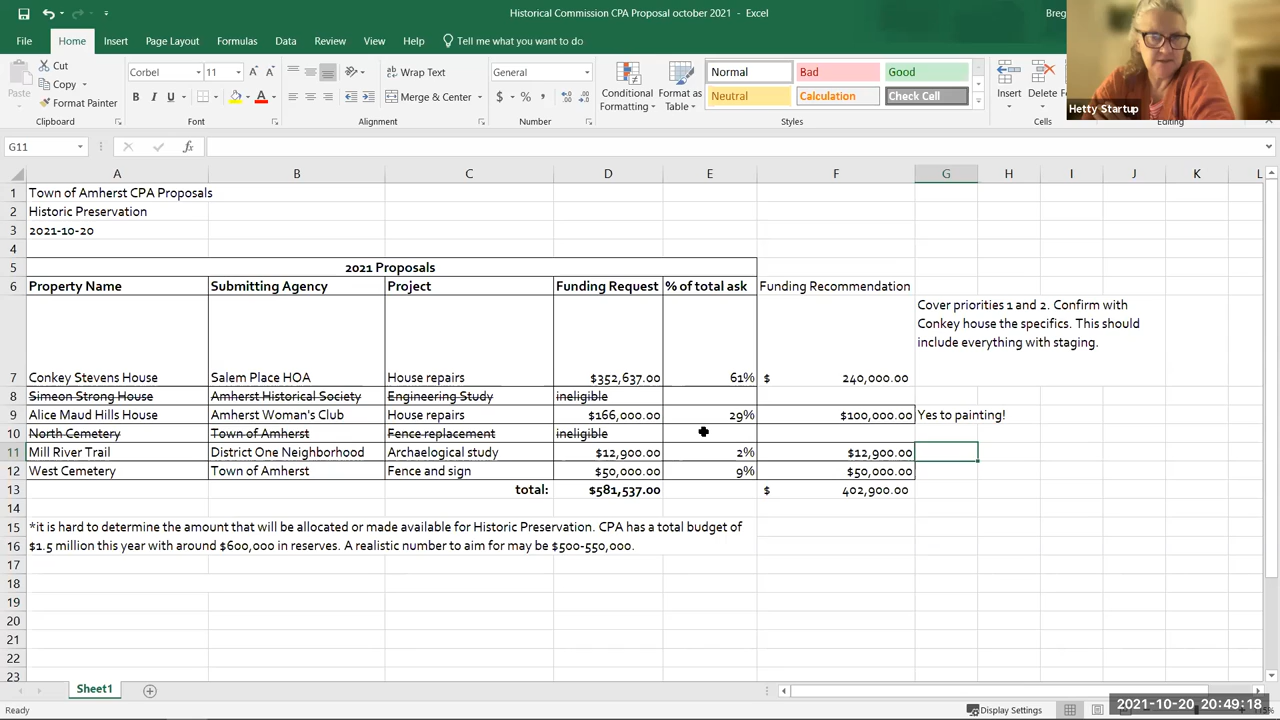 Historical Commission CPA Proposal october 2021 - Excel
Breg
File Home Insert Page Layout Formulas Data Review View Help Tell me what you want to do
Paste
Cut
Copy
Format Painter
Clipboard
Corbel 11
B I U
Font
Wrap Text
Merge & Center
Alignment
General
$ % ,
Number
Conditional Formatting
Format as Table
Normal Bad Good
Neutral Calculation Check Cell
Styles
Insert Delete
Cells
Editing
Hetty Startup
G11
fx
A B C D E F G H I J K L
1 Town of Amherst CPA Proposals
2 Historic Preservation
3 2021-10-20
4
5 2021 Proposals
6 Property Name Submitting Agency Project Funding Request % of total ask Funding Recommendation
Cover priorities 1 and 2. Confirm with
Conkey house the specifics. This should
include everything with staging.
7 Conkey Stevens House Salem Place HOA House repairs $352,637.00 61% $ 240,000.00
8 Simeon Strong House Amherst Historical Society Engineering Study ineligible
9 Alice Maud Hills House Amherst Woman's Club House repairs $166,000.00 29% $100,000.00 Yes to painting!
10 North Cemetery Town of Amherst Fence replacement ineligible
11 Mill River Trail District One Neighborhood Archaelogical study $12,900.00 2% $12,900.00
12 West Cemetery Town of Amherst Fence and sign $50,000.00 9% $50,000.00
13 total: $581,537.00 $ 402,900.00
14
15 *it is hard to determine the amount that will be allocated or made available for Historic Preservation. CPA has a total budget of
16 $1.5 million this year with around $600,000 in reserves. A realistic number to aim for may be $500-550,000.
17
18
19
20
21
22
23
Sheet1
Ready
Display Settings
2021-10-20 20:49:18